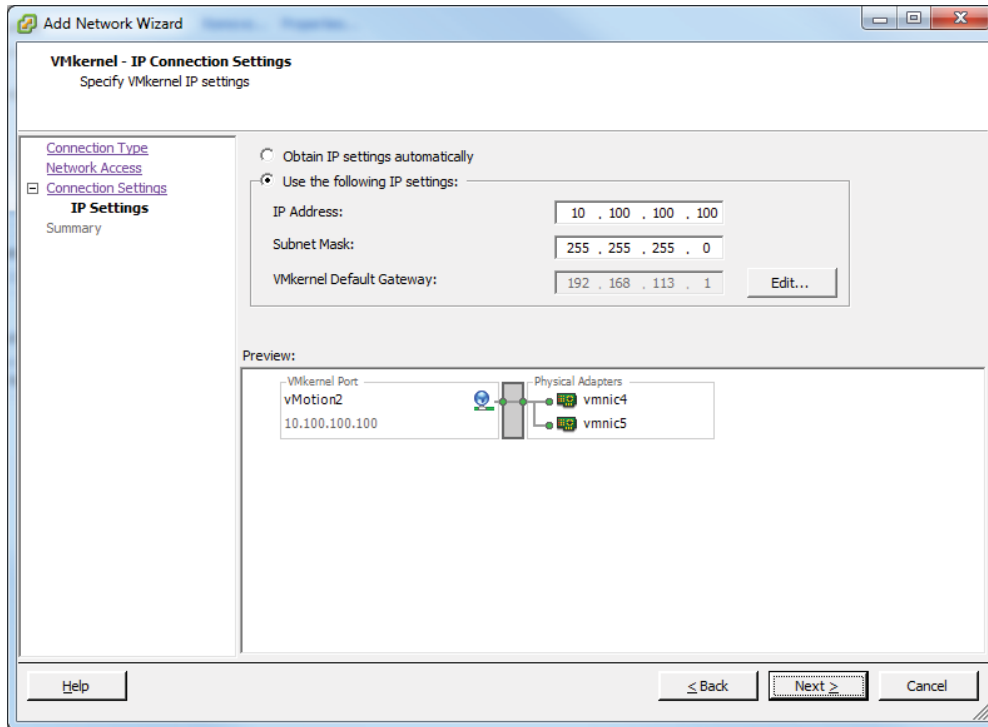 Add Network Wizard
VMkernel - IP Connection Settings
Specify VMkernel IP settings
Connection Type
Network Access
Connection Settings
IP Settings
Summary
Obtain IP settings automatically
Use the following IP settings:
IP Address: 10 . 100 . 100 . 100
Subnet Mask: 255 . 255 . 255 . 0
VMkernel Default Gateway: 192 . 168 . 113 . 1 Edit...
Preview:
VMkernel Port
vMotion2
10.100.100.100
Physical Adapters
vmnic4
vmnic5
Help < Back Next > Cancel